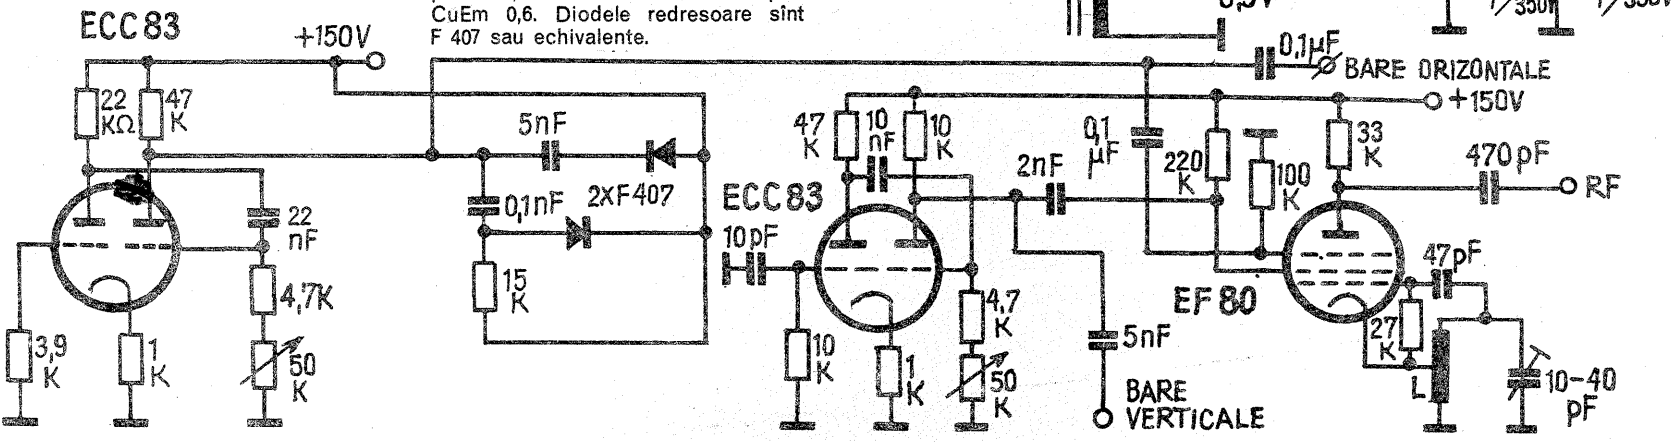 CuEm 0,6. Diodele redresoare sînt
F 407 sau echivalente.
ECC 83
+150V
22
KΩ
47
K
22
nF
4,7K
3,9
K
1
K
50
K
5nF
0,1nF
2XF407
15
K
0,1µF
BARE ORIZONTALE
+150V
47
K
10
nF
10
K
ECC83
10pF
10
K
1
K
4,7
K
50
K
2nF
5nF
BARE
VERTICALE
0,1
µF
220
K
100
K
33
K
470pF
RF
EF80
47pF
27
K
L
10-40
pF